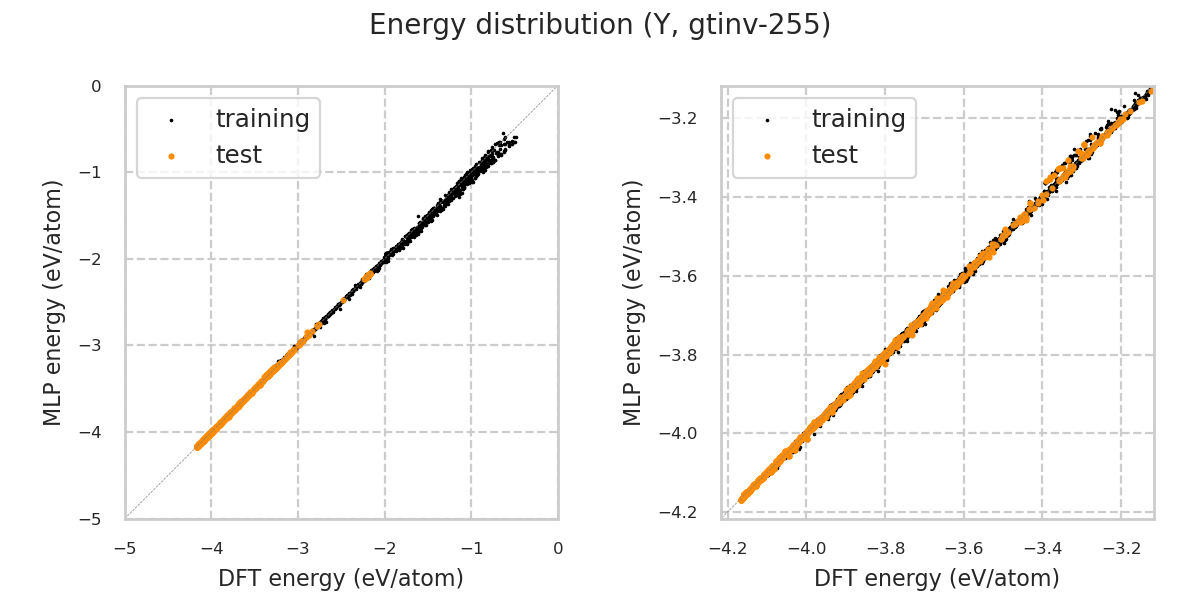 Energy distribution (Y, gtinv-255)
training
test
0
−1
−2
−3
−4
−5
MLP energy (eV/atom)
−5
−4
−3
−2
−1
0
DFT energy (eV/atom)
training
test
−3.2
−3.4
−3.6
−3.8
−4.0
−4.2
MLP energy (eV/atom)
−4.2
−4.0
−3.8
−3.6
−3.4
−3.2
DFT energy (eV/atom)